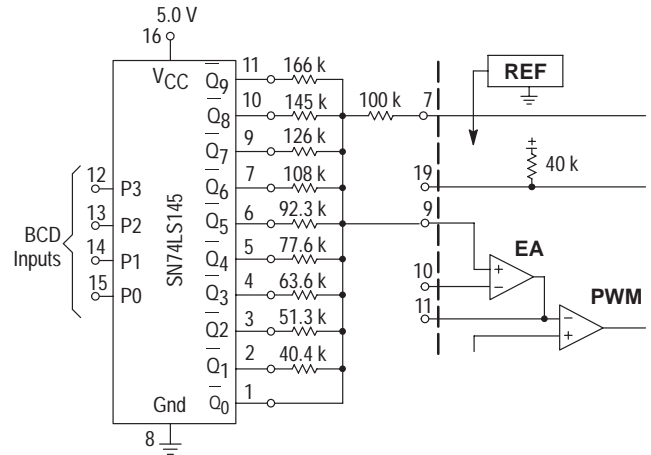 5.0 V
16
VCC
SN74LS145
Gnd
8
BCD
Inputs
12 P3
13 P2
14 P1
15 P0
Q9 11 166 k
Q8 10 145 k
Q7 9 126 k
Q6 7 108 k
Q5 6 92.3 k
Q4 5 77.6 k
Q3 4 63.6 k
Q2 3 51.3 k
Q1 2 40.4 k
Q0 1
100 k 7
REF
+
40 k
19
9
EA
+
−
10
11
PWM
−
+